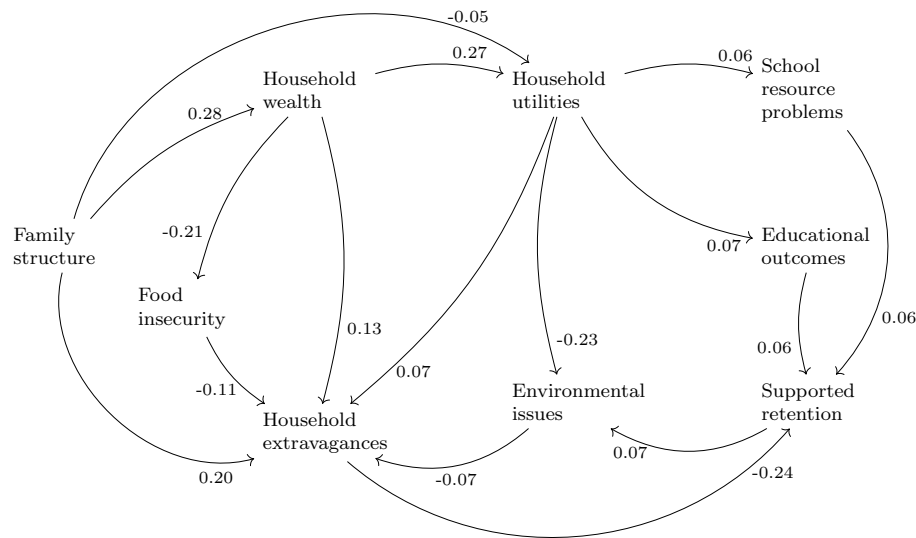 -0.05
0.27
0.06
Household
wealth
Household
utilities
School
resource
problems
0.28
-0.21
Family
structure
0.07
Educational
outcomes
Food
insecurity
0.13
0.06
-0.23
0.06
0.07
-0.11
Household
extravagances
Environmental
issues
Supported
retention
0.20
-0.07
0.07
-0.24